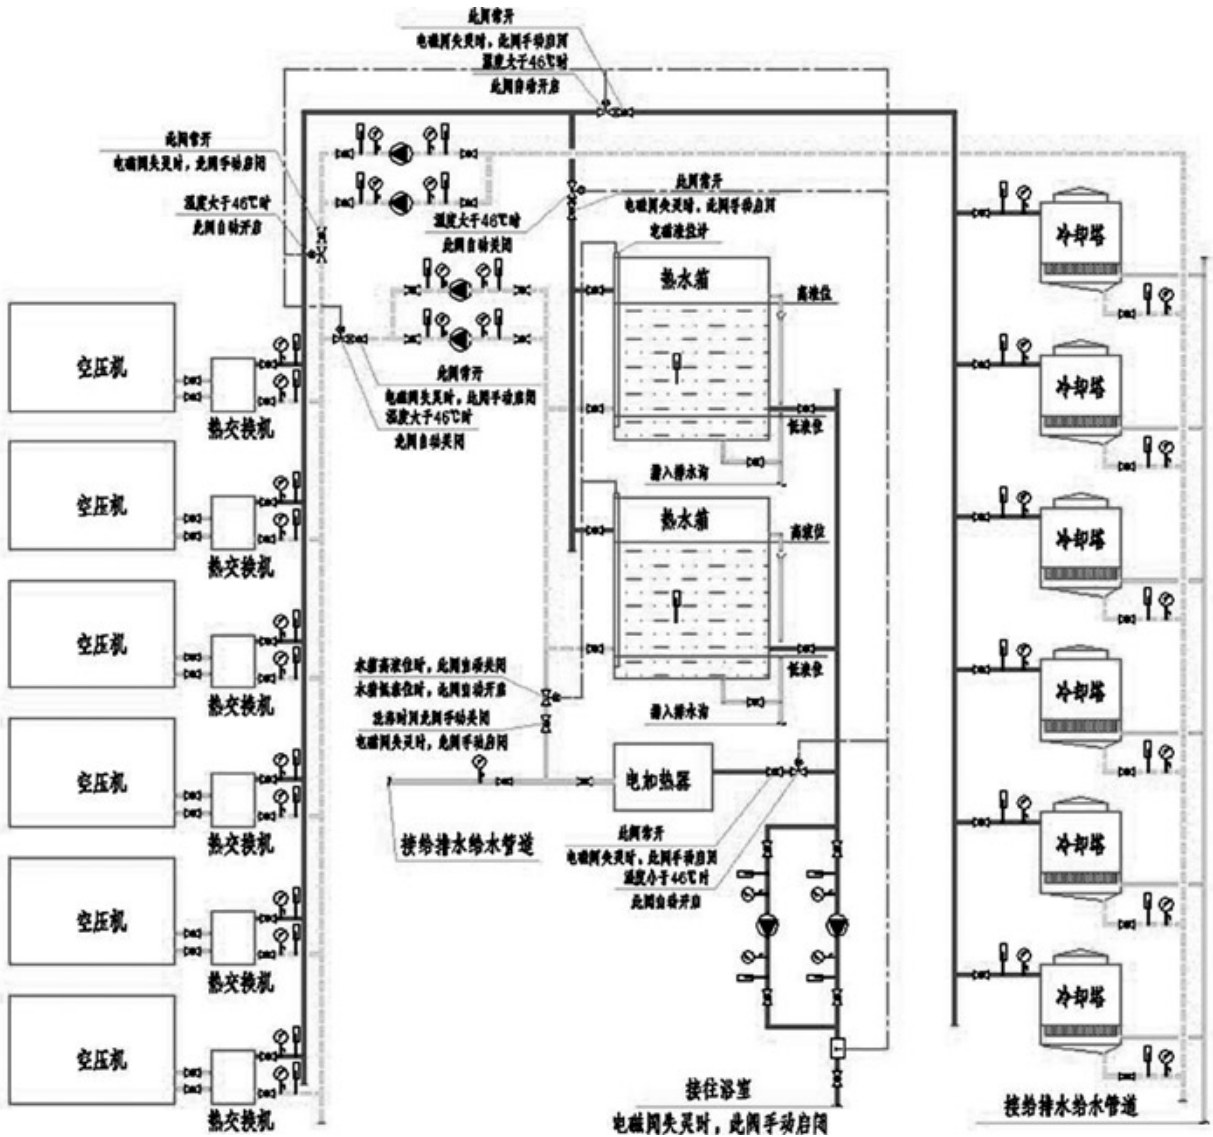 此阀常开
电磁阀失灵时，此阀手动启闭
温度大于46℃时
此阀自动开启
此阀常开
电磁阀失灵时，此阀手动启闭
温度大于46℃时
此阀自动开启
此阀常开
电磁阀失灵时，此阀手动启闭
温度大于46℃时
此阀自动关闭
电磁液位计
热水箱
高液位
低液位
潜入排水沟
此阀常开
电磁阀失灵时，此阀手动启闭
温度大于46℃时
此阀自动关闭
热水箱
高液位
低液位
潜入排水沟
水箱高液位时，此阀自动关闭
水箱低液位时，此阀自动开启
洗浴时间此阀手动关闭
电磁阀失灵时，此阀手动启闭
电加热器
接给排水给水管道
此阀常开
电磁阀失灵时，此阀手动启闭
温度小于46℃时
此阀自动开启
接往浴室
电磁阀失灵时，此阀手动启闭
空压机
热交换机
空压机
热交换机
空压机
热交换机
空压机
热交换机
空压机
热交换机
空压机
热交换机
冷却塔
冷却塔
冷却塔
冷却塔
冷却塔
冷却塔
接给排水给水管道